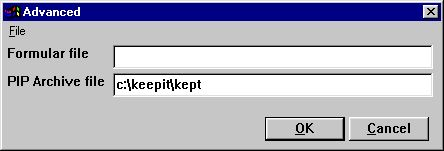 Advanced
File
Formular file
PIP Archive file c:\keepit\kept
OK Cancel